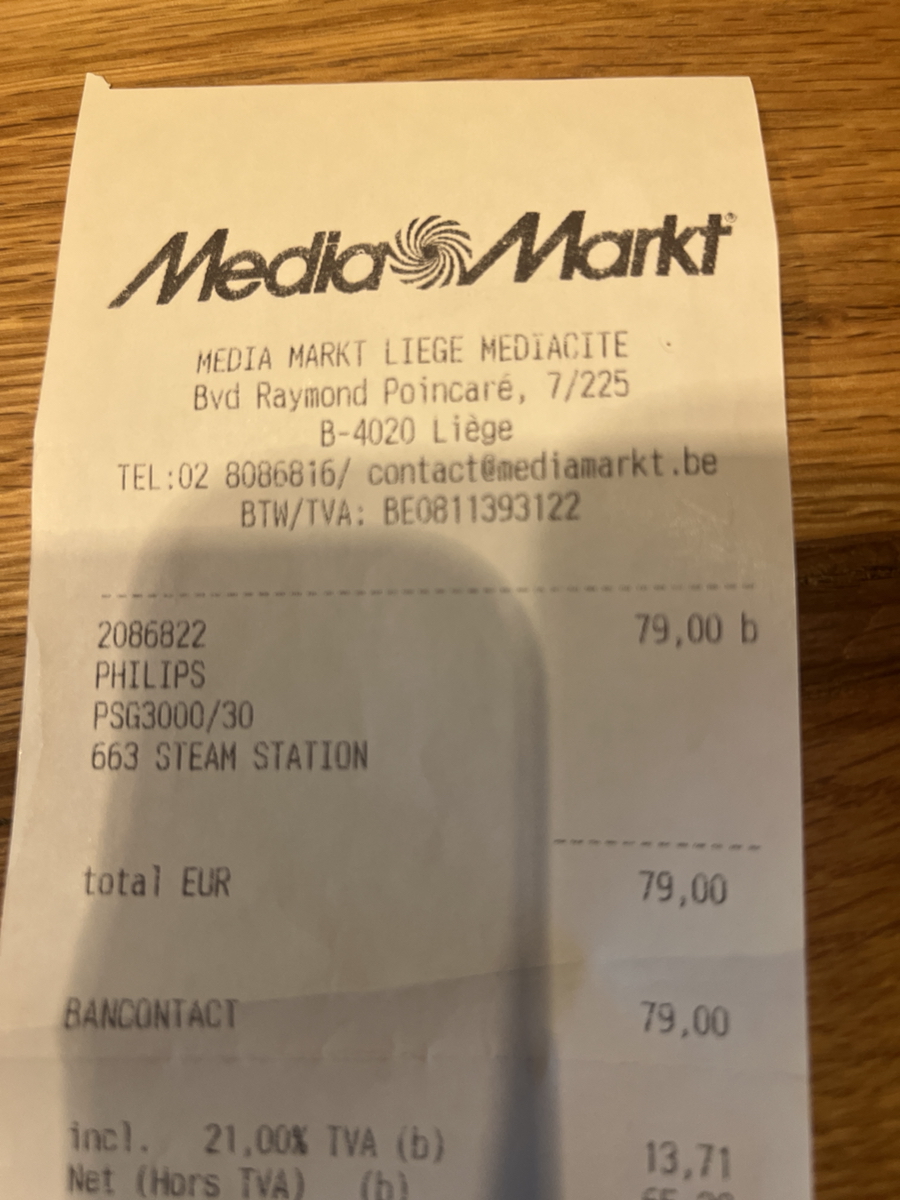 Media Markt®
MEDIA MARKT LIEGE MEDIACITE
Bvd Raymond Poincaré, 7/225
B-4020 Liège
TEL:02 8086816/ contact@mediamarkt.be
BTW/TVA: BE0811393122
2086822 79,00 b
PHILIPS
PSG3000/30
663 STEAM STATION
total EUR 79,00
BANCONTACT 79,00
incl. 21,00% TVA (b) 13,71
Net (Hors TVA) (b)